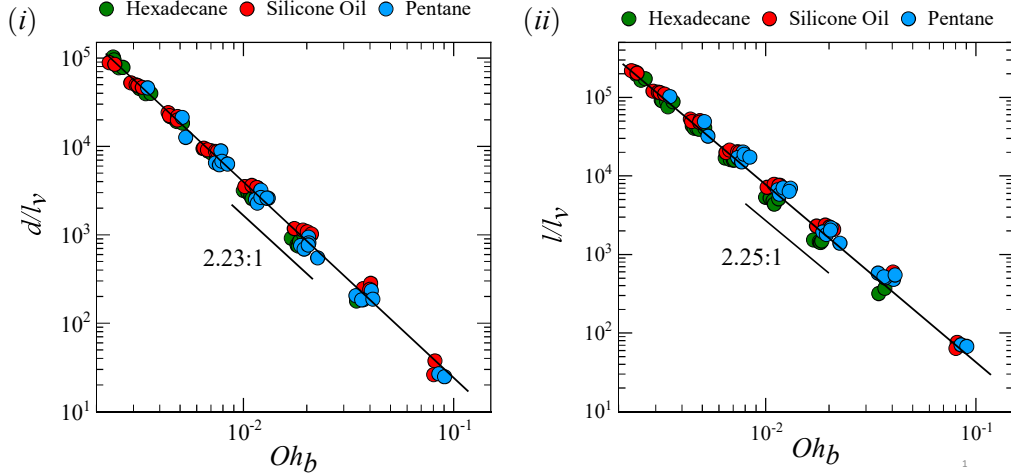 Hexadecane Silicone Oil Pentane
(i)
10^5
10^4
10^3
10^2
10^1
d/l_v
2.23:1
10^-2 10^-1
Oh_b
Hexadecane Silicone Oil Pentane
(ii)
10^5
10^4
10^3
10^2
10^1
l/l_v
2.25:1
10^-2 10^-1
Oh_b
1